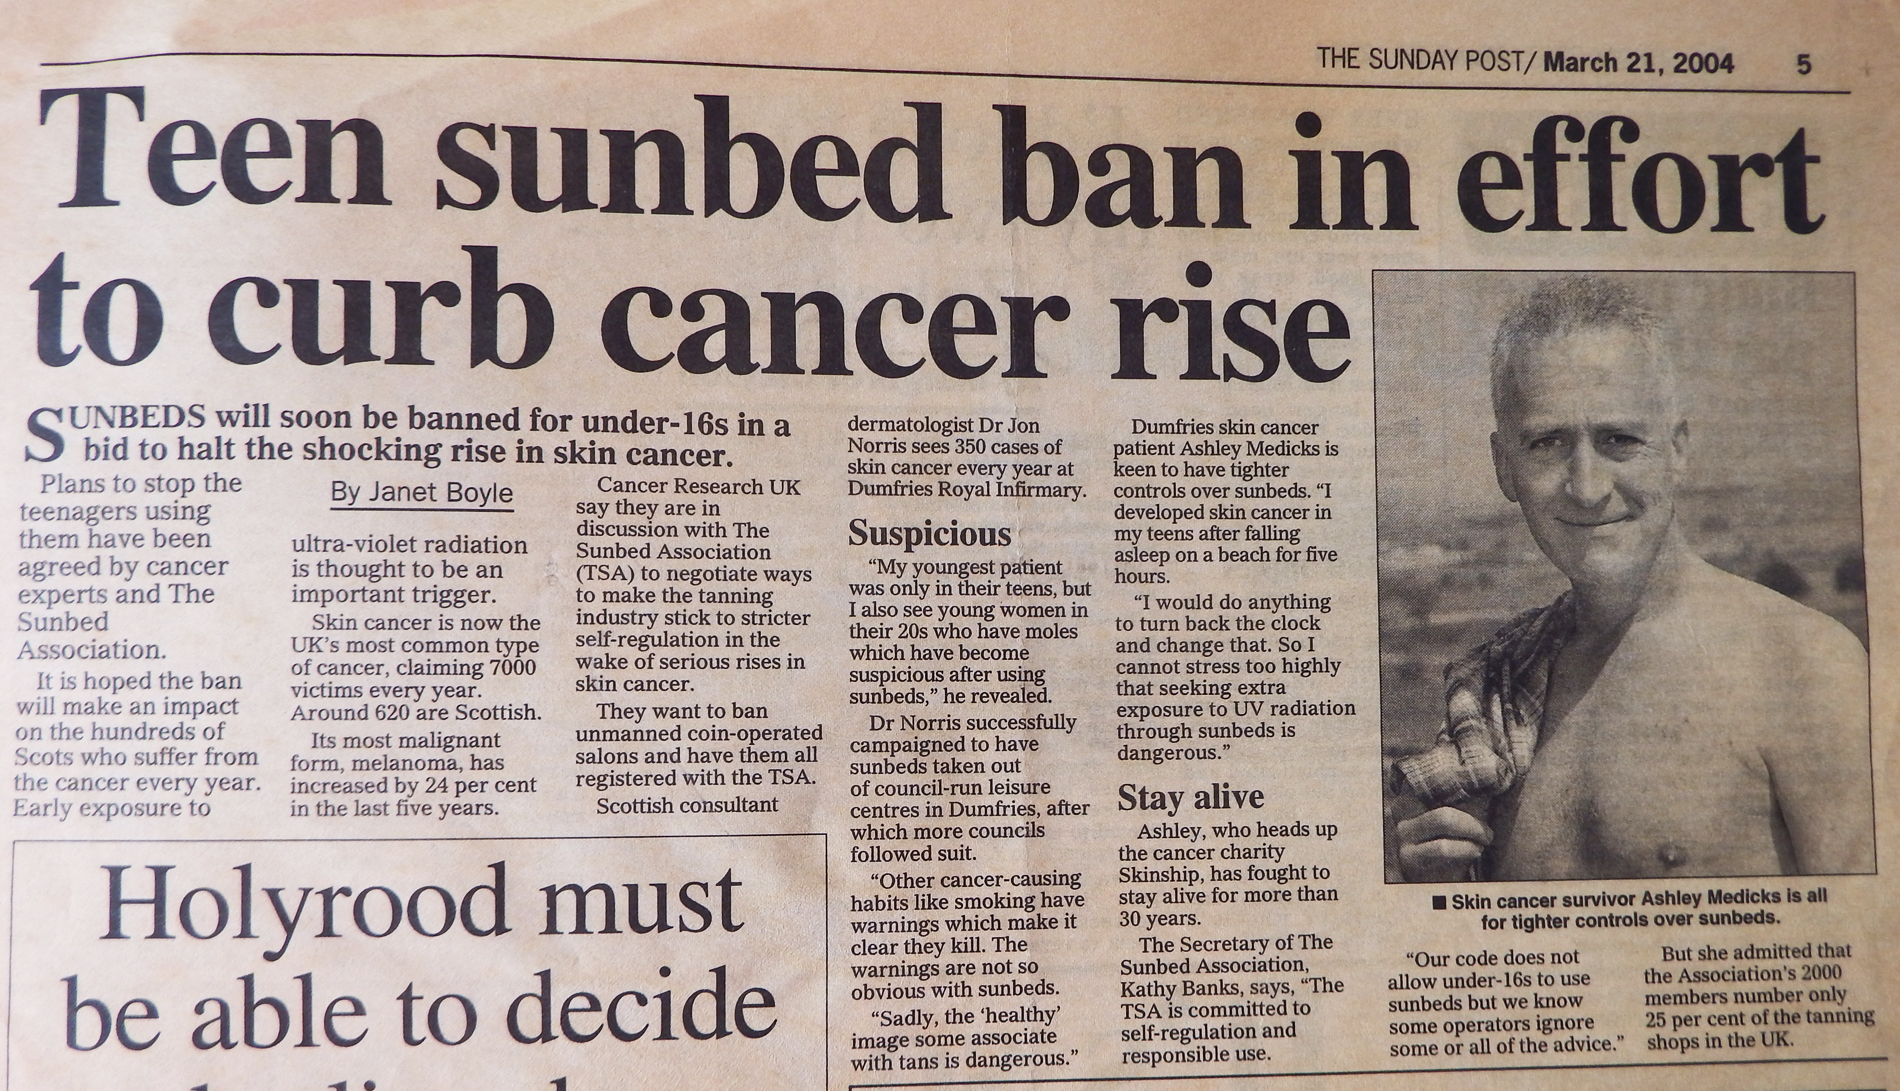 THE SUNDAY POST/ March 21, 2004 5
Teen sunbed ban in effort
to curb cancer rise
SUNBEDS will soon be banned for under-16s in a
bid to halt the shocking rise in skin cancer.
Plans to stop the
teenagers using
them have been
agreed by cancer
experts and The
Sunbed
Association.
It is hoped the ban
will make an impact
on the hundreds of
Scots who suffer from
the cancer every year.
Early exposure to
By Janet Boyle
ultra-violet radiation
is thought to be an
important trigger.
Skin cancer is now the
UK's most common type
of cancer, claiming 7000
victims every year.
Around 620 are Scottish.
Its most malignant
form, melanoma, has
increased by 24 per cent
in the last five years.
Cancer Research UK
say they are in
discussion with The
Sunbed Association
(TSA) to negotiate ways
to make the tanning
industry stick to stricter
self-regulation in the
wake of serious rises in
skin cancer.
They want to ban
unmanned coin-operated
salons and have them all
registered with the TSA.
Scottish consultant
dermatologist Dr Jon
Norris sees 350 cases of
skin cancer every year at
Dumfries Royal Infirmary.
Suspicious
“My youngest patient
was only in their teens, but
I also see young women in
their 20s who have moles
which have become
suspicious after using
sunbeds,” he revealed.
Dr Norris successfully
campaigned to have
sunbeds taken out
of council-run leisure
centres in Dumfries, after
which more councils
followed suit.
“Other cancer-causing
habits like smoking have
warnings which make it
clear they kill. The
warnings are not so
obvious with sunbeds.
“Sadly, the ‘healthy’
image some associate
with tans is dangerous.”
Dumfries skin cancer
patient Ashley Medicks is
keen to have tighter
controls over sunbeds. “I
developed skin cancer in
my teens after falling
asleep on a beach for five
hours.
“I would do anything
to turn back the clock
and change that. So I
cannot stress too highly
that seeking extra
exposure to UV radiation
through sunbeds is
dangerous.”
Stay alive
Ashley, who heads up
the cancer charity
Skinship, has fought to
stay alive for more than
30 years.
The Secretary of The
Sunbed Association,
Kathy Banks, says, “The
TSA is committed to
self-regulation and
responsible use.
■ Skin cancer survivor Ashley Medicks is all
for tighter controls over sunbeds.
“Our code does not
allow under-16s to use
sunbeds but we know
some operators ignore
some or all of the advice.”
But she admitted that
the Association's 2000
members number only
25 per cent of the tanning
shops in the UK.
Holyrood must
be able to decide